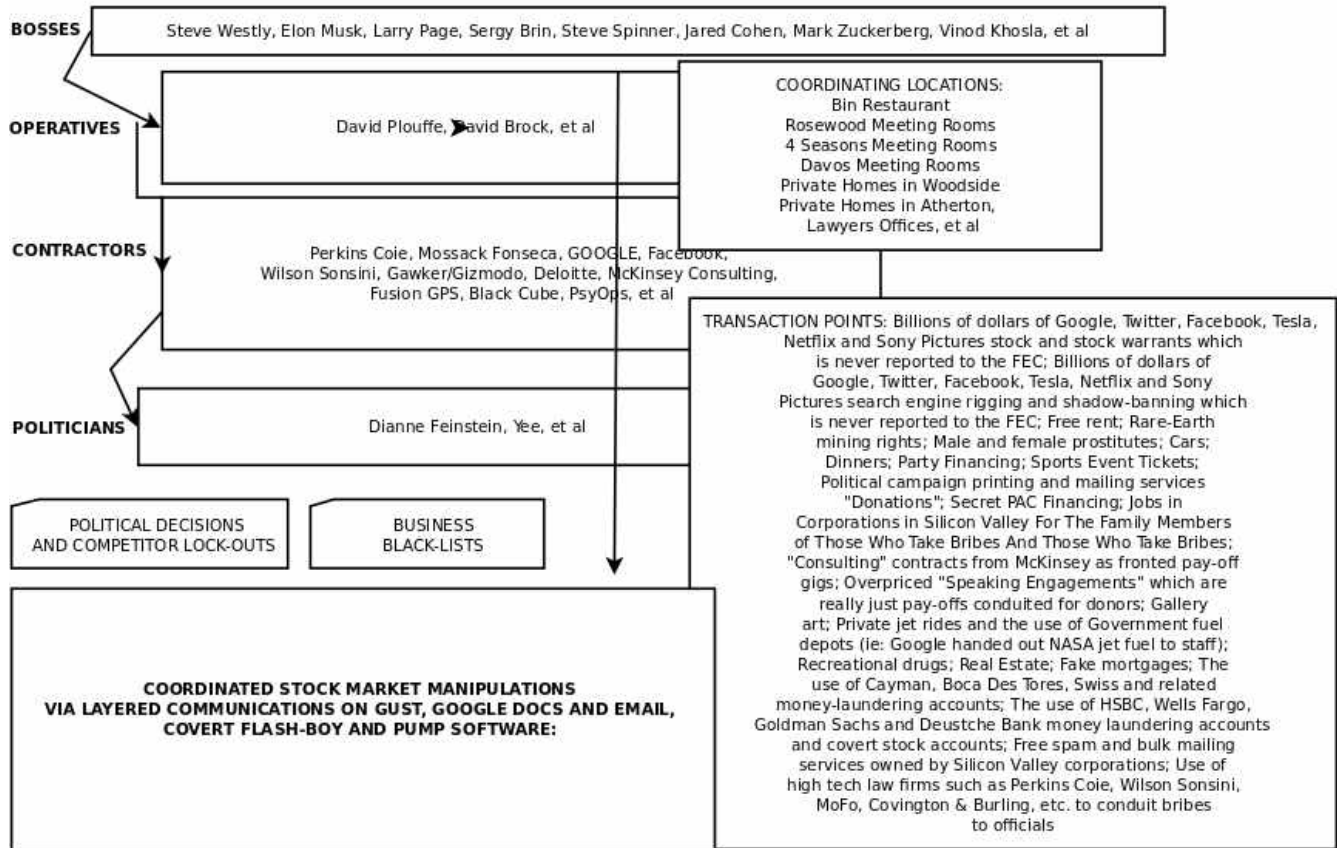 BOSSES
Steve Westly, Elon Musk, Larry Page, Sergy Brin, Steve Spinner, Jared Cohen, Mark Zuckerberg, Vinod Khosla, et al
OPERATIVES
David Plouffe, David Brock, et al
COORDINATING LOCATIONS:
Bin Restaurant
Rosewood Meeting Rooms
4 Seasons Meeting Rooms
Davos Meeting Rooms
Private Homes in Woodside
Private Homes in Atherton,
Lawyers Offices, et al
CONTRACTORS
Perkins Coie, Mossack Fonseca, GOOGLE, Facebook,
Wilson Sonsini, Gawker/Gizmodo, Deloitte, McKinsey Consulting,
Fusion GPS, Black Cube, PsyOps, et al
POLITICIANS
Dianne Feinstein, Yee, et al
TRANSACTION POINTS: Billions of dollars of Google, Twitter, Facebook, Tesla,
Netflix and Sony Pictures stock and stock warrants which
is never reported to the FEC; Billions of dollars of
Google, Twitter, Facebook, Tesla, Netflix and Sony
Pictures search engine rigging and shadow-banning which
is never reported to the FEC; Free rent; Rare-Earth
mining rights; Male and female prostitutes; Cars;
Dinners; Party Financing; Sports Event Tickets;
Political campaign printing and mailing services
"Donations"; Secret PAC Financing; Jobs in
Corporations in Silicon Valley For The Family Members
of Those Who Take Bribes And Those Who Take Bribes;
"Consulting" contracts from McKinsey as fronted pay-off
gigs; Overpriced "Speaking Engagements" which are
really just pay-offs conduited for donors; Gallery
art; Private jet rides and the use of Government fuel
depots (ie: Google handed out NASA jet fuel to staff);
Recreational drugs; Real Estate; Fake mortgages; The
use of Cayman, Boca Des Tores, Swiss and related
money-laundering accounts; The use of HSBC, Wells Fargo,
Goldman Sachs and Deustche Bank money laundering accounts
and covert stock accounts; Free spam and bulk mailing
services owned by Silicon Valley corporations; Use of
high tech law firms such as Perkins Coie, Wilson Sonsini,
MoFo, Covington & Burling, etc. to conduit bribes
to officials
POLITICAL DECISIONS
AND COMPETITOR LOCK-OUTS
BUSINESS
BLACK-LISTS
COORDINATED STOCK MARKET MANIPULATIONS
VIA LAYERED COMMUNICATIONS ON GUST, GOOGLE DOCS AND EMAIL,
COVERT FLASH-BOY AND PUMP SOFTWARE: